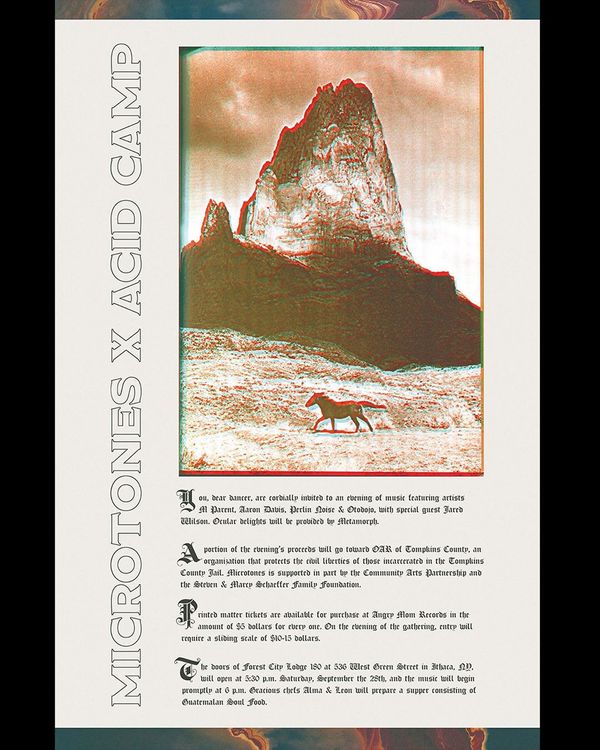 MICROTONES X ACID CAMP
You, dear dancer, are cordially invited to an evening of music featuring artists
M Parent, Aaron Davis, Perlin Noise & Otodojo, with special guest Jared
Wilson. Ocular delights will be provided by Metamorph.
A portion of the evening's proceeds will go toward OAR of Tompkins County, an
organization that protects the civil liberties of those incarcerated in the Tompkins
County Jail. Microtones is supported in part by the Community Arts Partnership and
the Steven & Marcy Schaeffer Family Foundation.
Printed matter tickets are available for purchase at Angry Mom Records in the
amount of $5 dollars for every one. On the evening of the gathering, entry will
require a sliding scale of $10-15 dollars.
The doors of Forest City Lodge 180 at 536 West Green Street in Ithaca, NY,
will open at 5:30 p.m. Saturday, September the 28th, and the music will begin
promptly at 6 p.m. Gracious chefs Alma & Leon will prepare a supper consisting of
Guatemalan Soul Food.